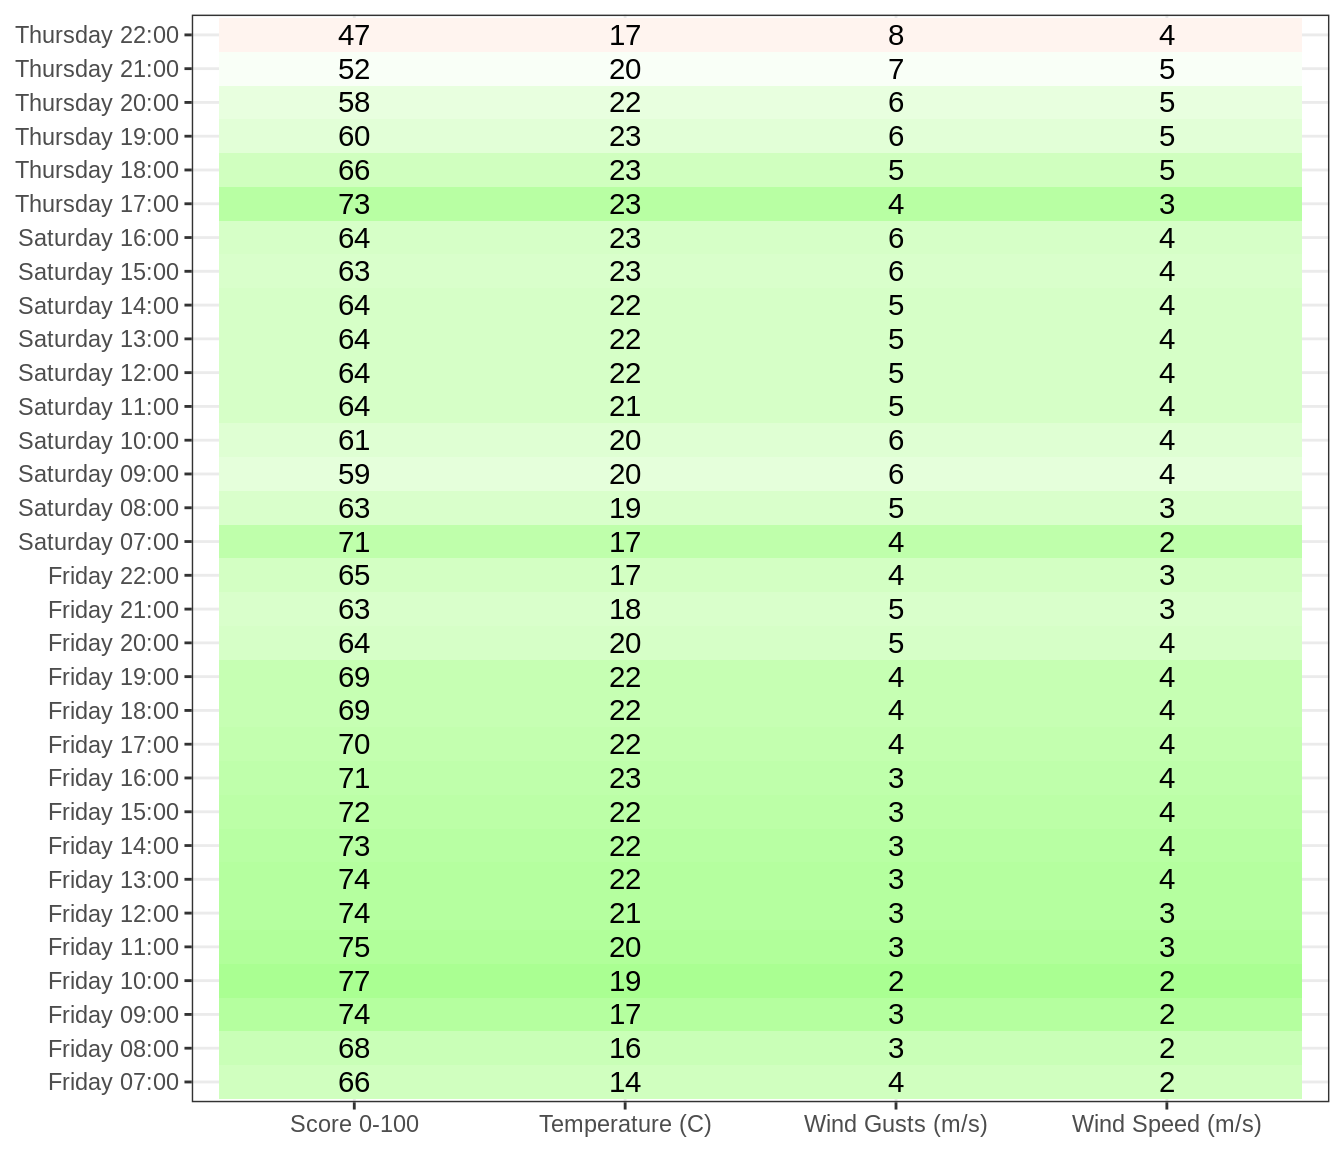 Thursday 22:00 47 17 8 4
Thursday 21:00 52 20 7 5
Thursday 20:00 58 22 6 5
Thursday 19:00 60 23 6 5
Thursday 18:00 66 23 5 5
Thursday 17:00 73 23 4 3
Saturday 16:00 64 23 6 4
Saturday 15:00 63 23 6 4
Saturday 14:00 64 22 5 4
Saturday 13:00 64 22 5 4
Saturday 12:00 64 22 5 4
Saturday 11:00 64 21 5 4
Saturday 10:00 61 20 6 4
Saturday 09:00 59 20 6 4
Saturday 08:00 63 19 5 3
Saturday 07:00 71 17 4 2
Friday 22:00 65 17 4 3
Friday 21:00 63 18 5 3
Friday 20:00 64 20 5 4
Friday 19:00 69 22 4 4
Friday 18:00 69 22 4 4
Friday 17:00 70 22 4 4
Friday 16:00 71 23 3 4
Friday 15:00 72 22 3 4
Friday 14:00 73 22 3 4
Friday 13:00 74 22 3 4
Friday 12:00 74 21 3 3
Friday 11:00 75 20 3 3
Friday 10:00 77 19 2 2
Friday 09:00 74 17 3 2
Friday 08:00 68 16 3 2
Friday 07:00 66 14 4 2
Score 0-100 Temperature (C) Wind Gusts (m/s) Wind Speed (m/s)